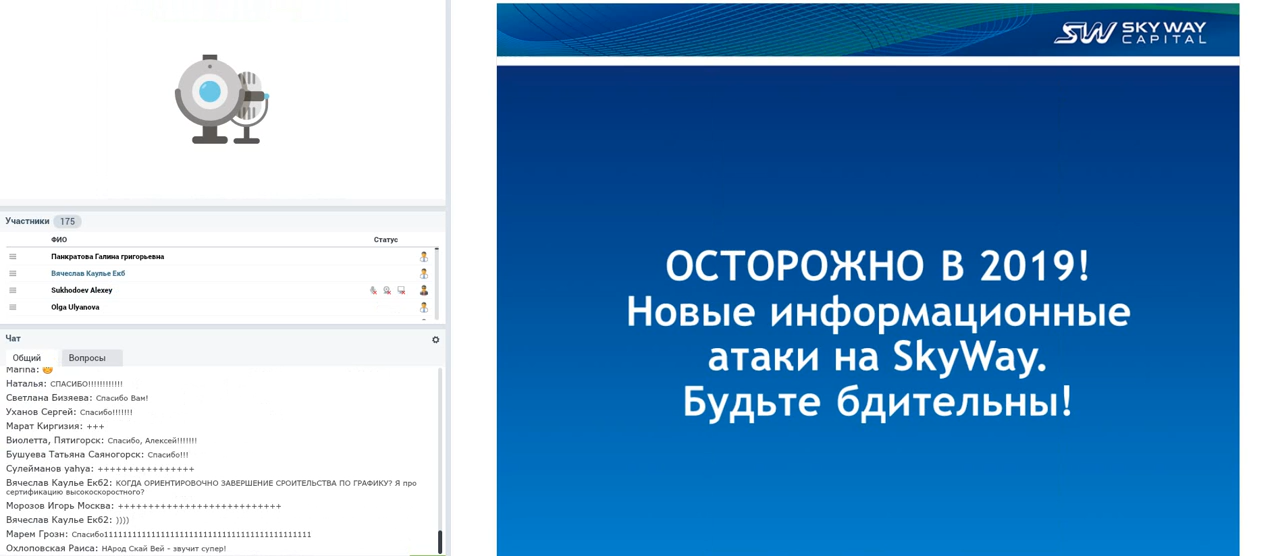 Участники 175
ФИО Статус
Панкратова Галина григорьевна
Вячеслав Каулье Екб
Sukhodoev Alexey
Olga Ulyanova
Чат
Общий Вопросы
Marina:
Наталья: СПАСИБО!!!!!!!!!!!!!
Светлана Бизяева: Спасибо Вам!
Уханов Сергей: Спасибо!!!!!!!
Марат Киргизия: +++
Виолетта, Пятигорск: Спасибо, Алексей!!!!!!!
Бушуева Татьяна Саяногорск: Спасибо!!!
Сулейманов yahya: ++++++++++++++++
Вячеслав Каулье Екб2: КОГДА ОРИЕНТИРОВОЧНО ЗАВЕРШЕНИЕ СРОИТЕЛЬСТВА ПО ГРАФИКУ? Я про
сертификацию высокоскоростного?
Морозов Игорь Москва: +++++++++++++++++++++++++++
Вячеслав Каулье Екб2: ))))
Марем Грозн: Спасибо1111111111111111111111111111111111111111
Охлоповская Раиса: НАрод Скай Вей - звучит супер!
SW SKY WAY
CAPITAL
ОСТОРОЖНО В 2019!
Новые информационные
атаки на SkyWay.
Будьте бдительны!